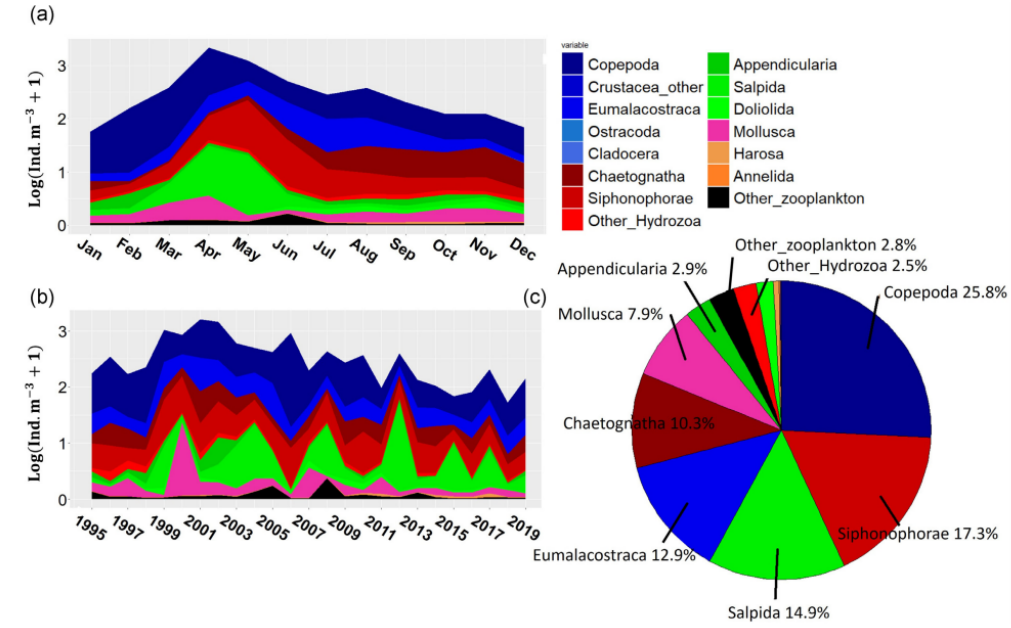 (a)
Log(Ind. m⁻³ + 1)
3
2
1
0
Jan Feb Mar Apr May Jun Jul Aug Sep Oct Nov Dec
variable
Copepoda
Crustacea_other
Eumalacostraca
Ostracoda
Cladocera
Chaetognatha
Siphonophorae
Other_Hydrozoa
Appendicularia
Salpida
Doliolida
Mollusca
Harosa
Annelida
Other_zooplankton
(b)
Log(Ind. m⁻³ + 1)
3
2
1
0
1995 1997 1999 2001 2003 2005 2007 2009 2011 2013 2015 2017 2019
(c)
Other_zooplankton 2.8%
Other_Hydrozoa 2.5%
Appendicularia 2.9%
Copepoda 25.8%
Mollusca 7.9%
Chaetognatha 10.3%
Siphonophorae 17.3%
Eumalacostraca 12.9%
Salpida 14.9%